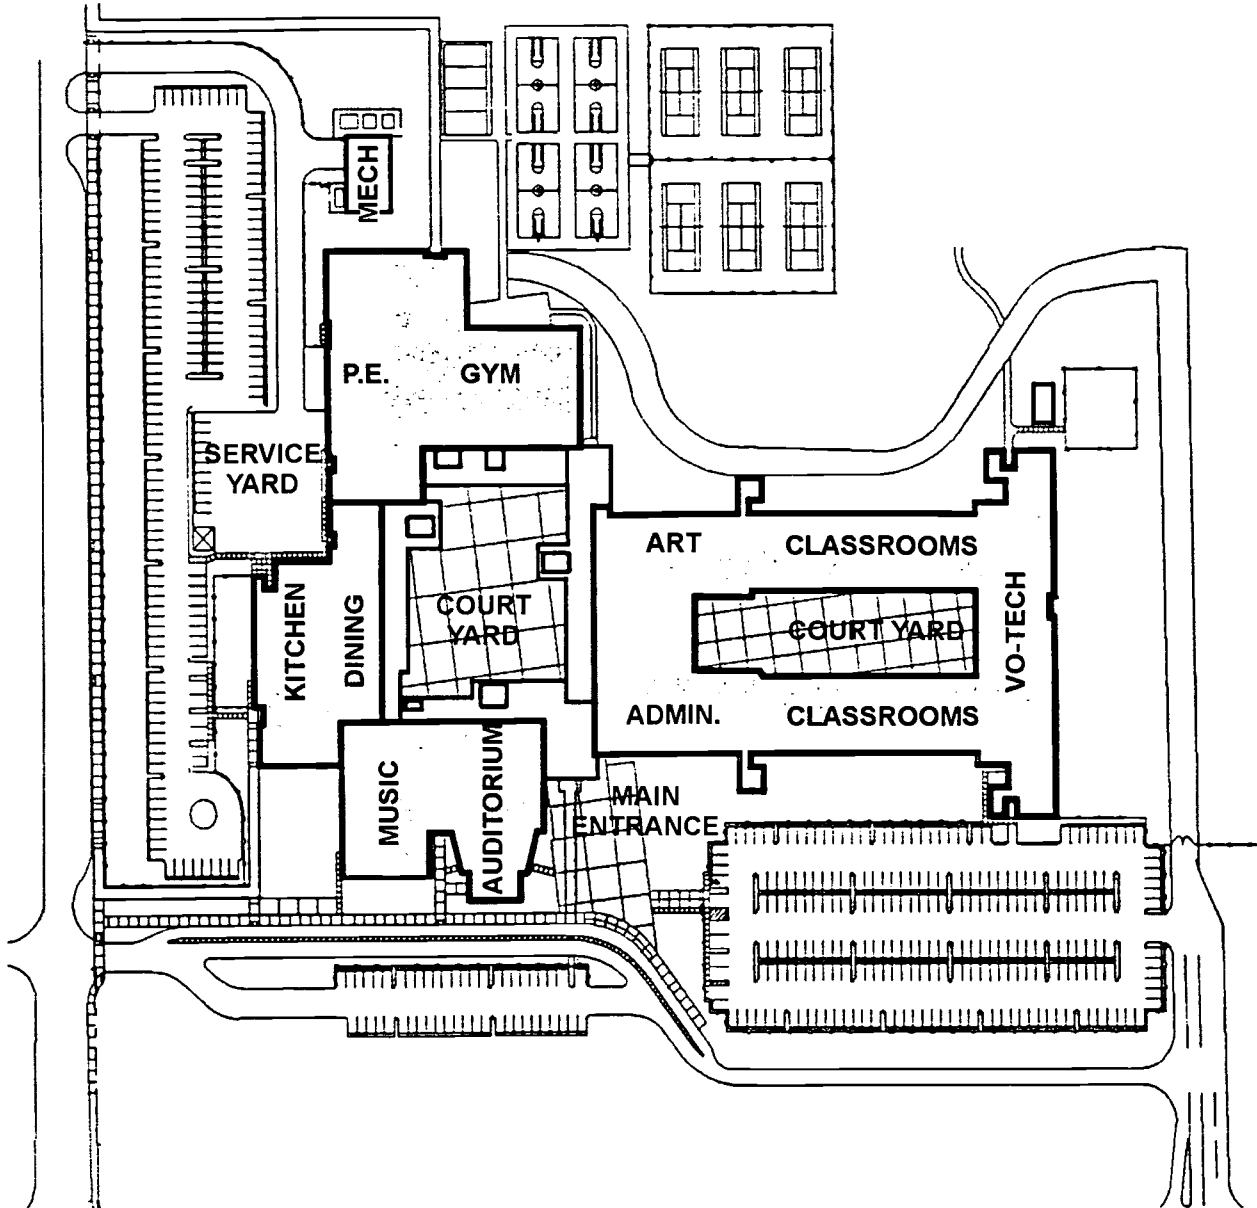 MECH
P.E.
GYM
SERVICE
YARD
ART
CLASSROOMS
KITCHEN
DINING
COURT
YARD
COURT YARD
VO-TECH
ADMIN.
CLASSROOMS
MUSIC
AUDITORIUM
MAIN
ENTRANCE